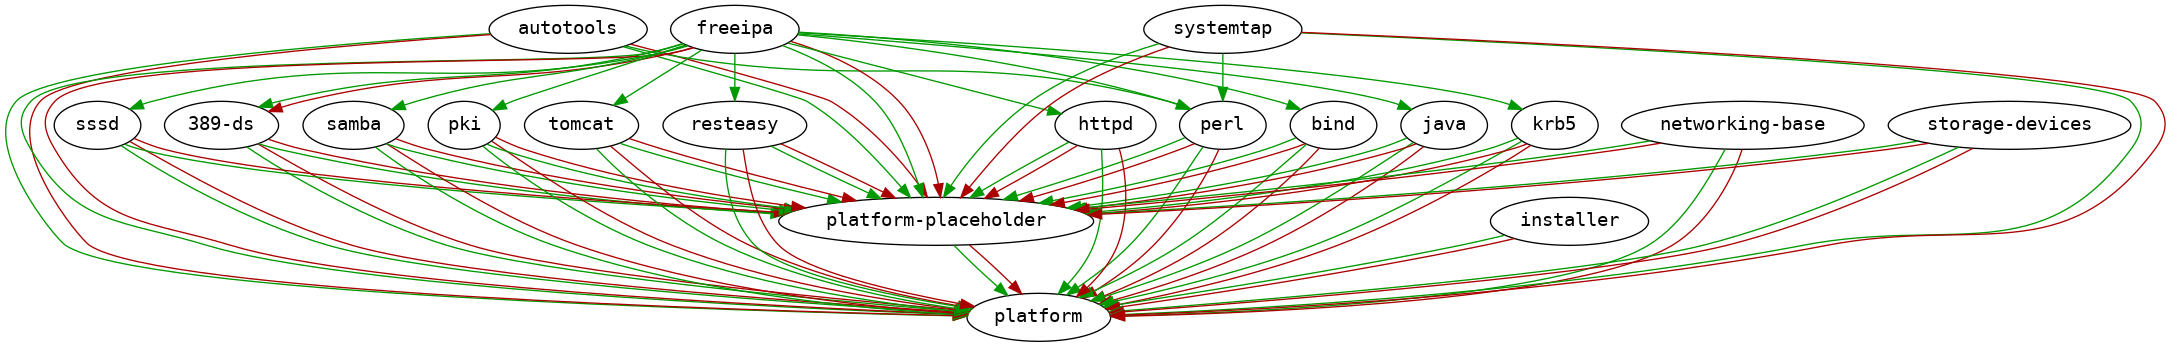 autotools
freeipa
systemtap
sssd
389-ds
samba
pki
tomcat
resteasy
httpd
perl
bind
java
krb5
networking-base
storage-devices
platform-placeholder
installer
platform